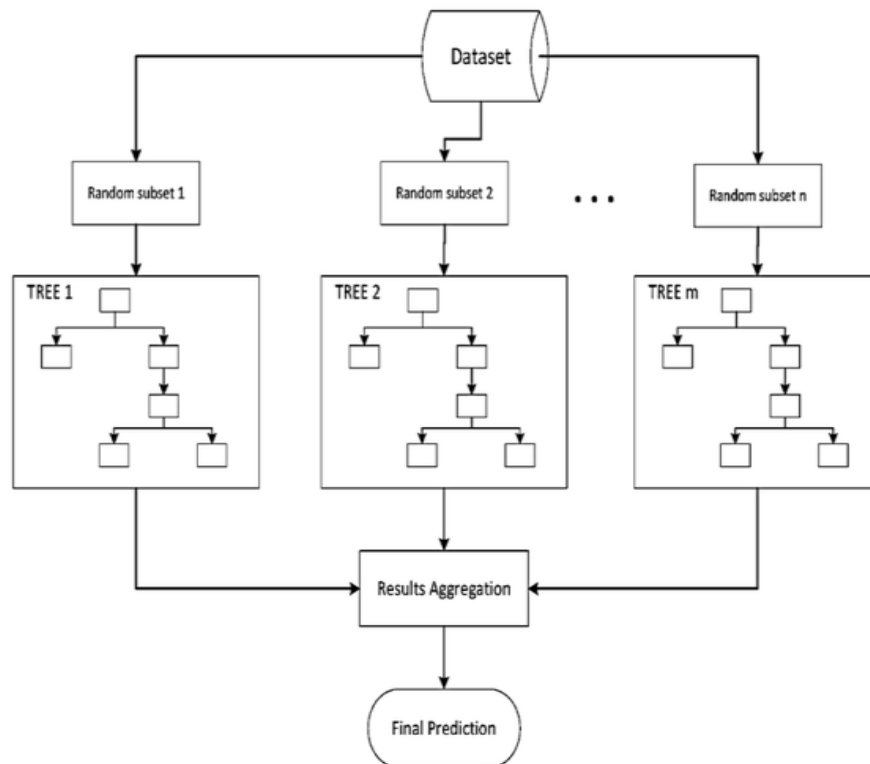 Dataset
Random subset 1
Random subset 2
...
Random subset n
TREE 1
TREE 2
TREE m
Results Aggregation
Final Prediction